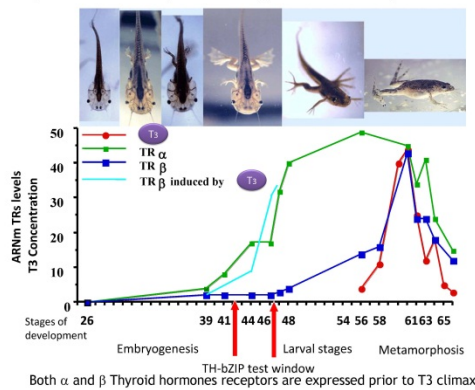 50
40
30
20
10
0
ARNm TRs levels
T3 Concentration
T3
TR α
TR β
TR β induced by T3
Stages of
development
26 39 41 44 46 48 54 56 58 61 63 65
Embryogenesis Larval stages Metamorphosis
TH-bZIP test window
Both α and β Thyroid hormones receptors are expressed prior to T3 climax